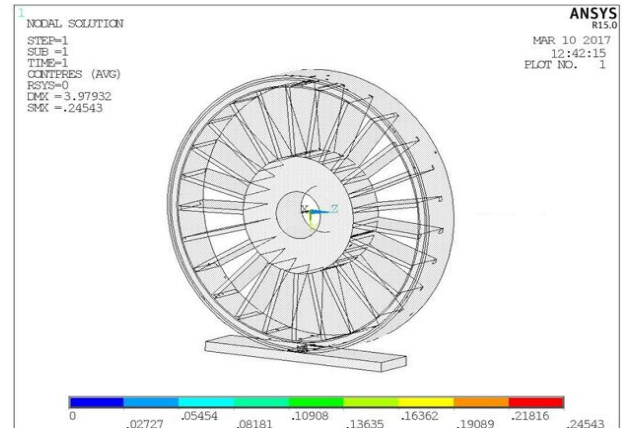 1
NODAL SOLUTION
STEP=1
SUB =1
TIME=1
CONTPRES (AVG)
RSYS=0
DMX =3.97932
SMX =.24543
ANSYS
R15.0
MAR 10 2017
12:42:15
PLOT NO. 1
X Z
0 .02727 .05454 .08181 .10908 .13635 .16362 .19089 .21816 .24543